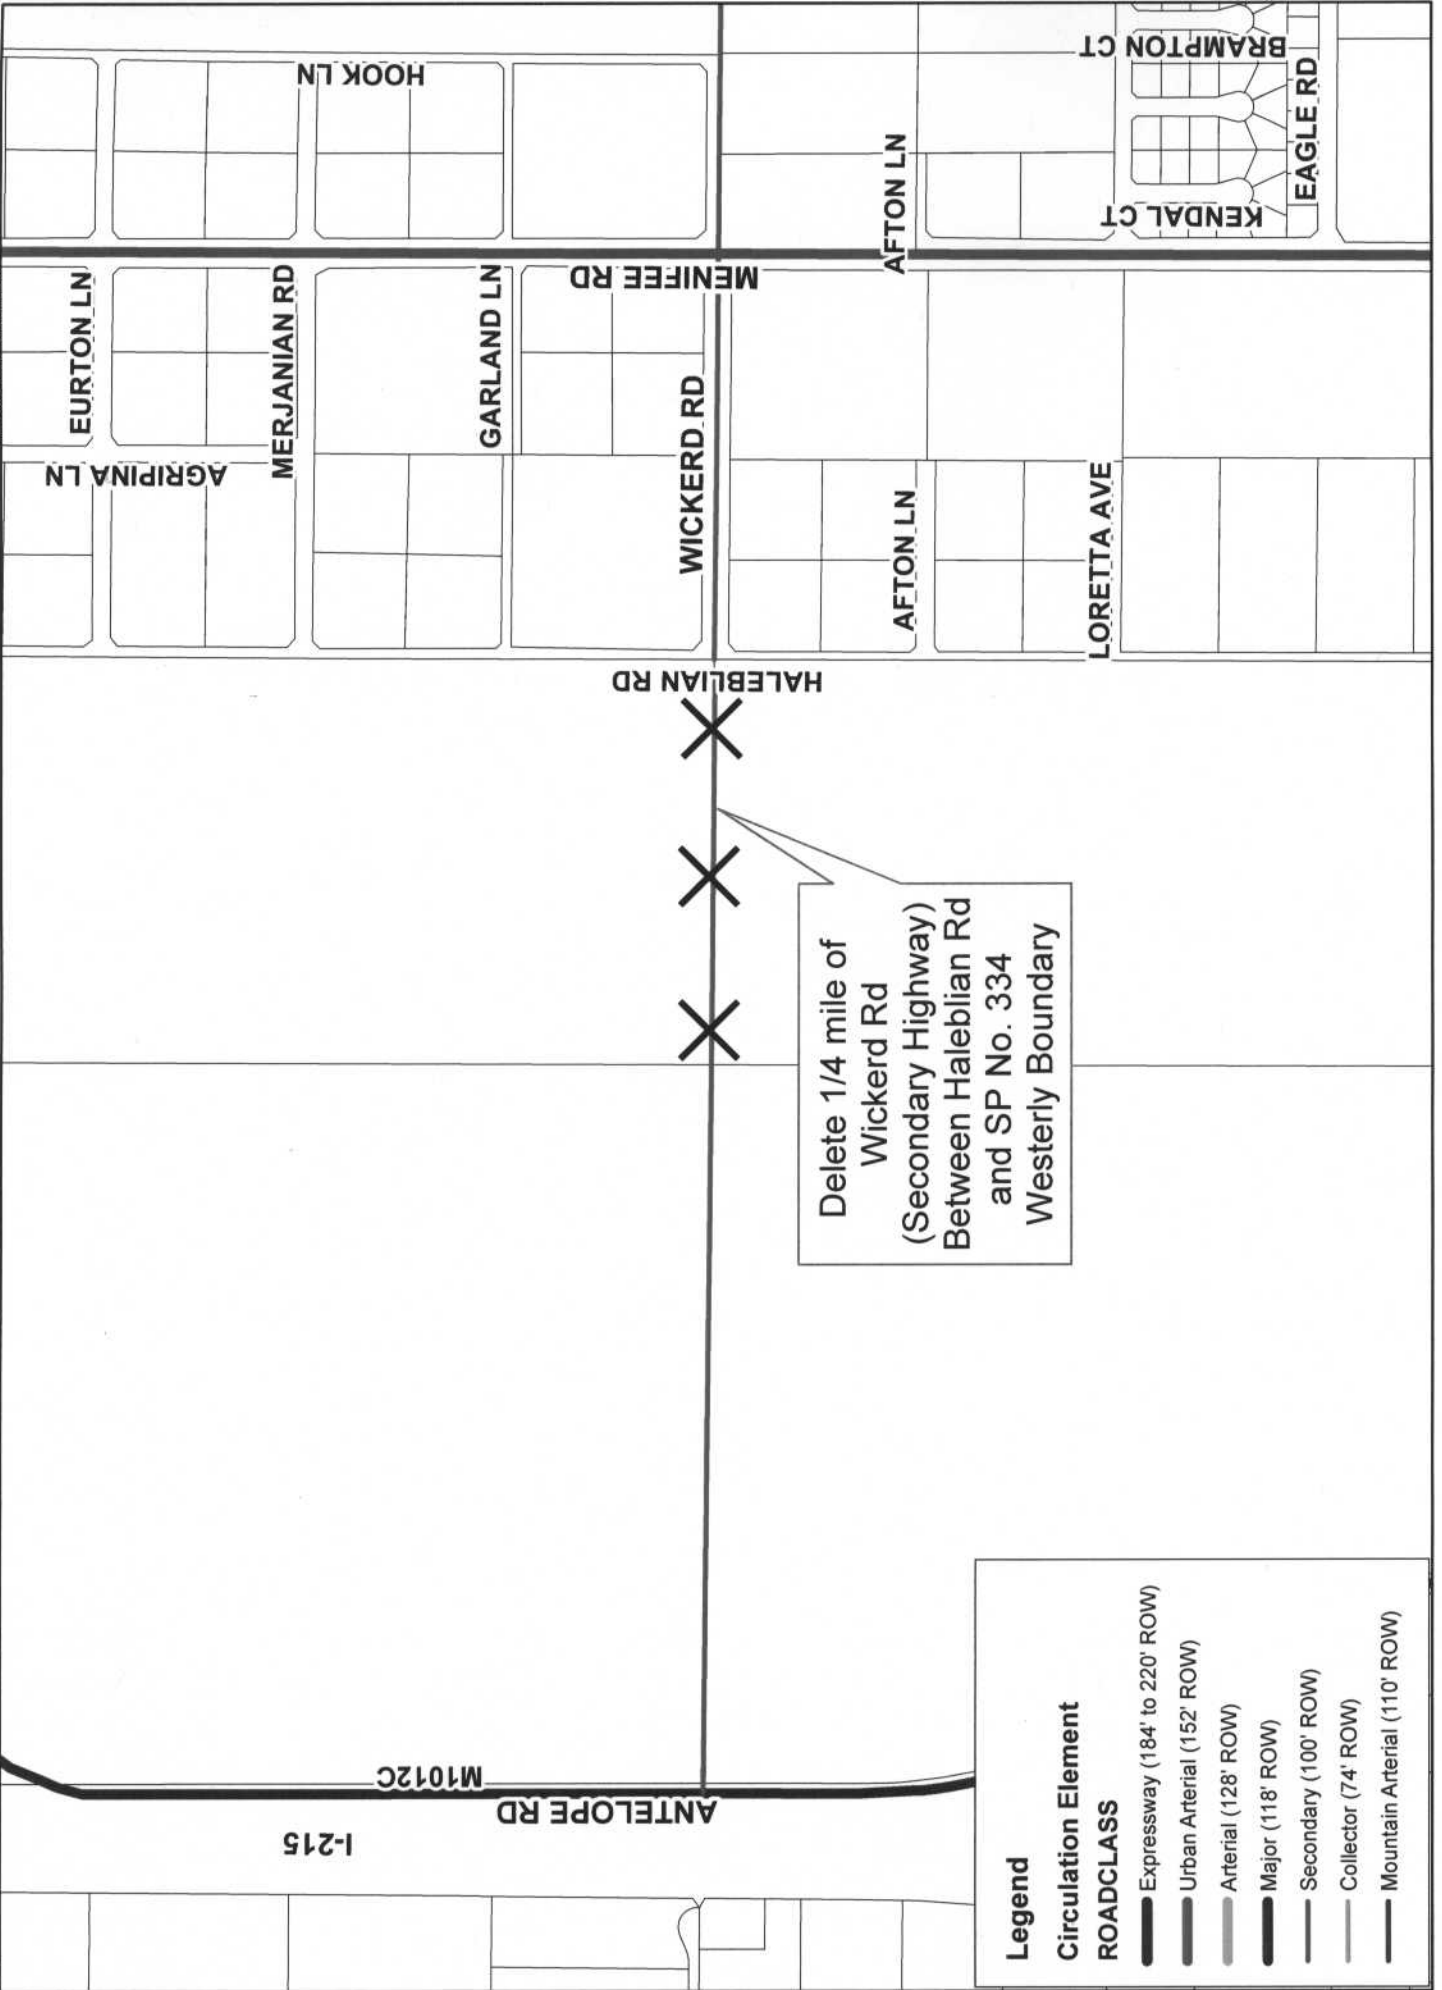 HOOK LN
BRAMPTON CT
EAGLE RD
KENDAL CT
AFTON LN
MENIFEE RD
EURTON LN
MERJANIAN RD
GARLAND LN
WICKERD RD
AGRIPINA LN
AFTON LN
LORETTA AVE
HALEBLIAN RD
Delete 1/4 mile of
Wickerd Rd
(Secondary Highway)
Between Haleblian Rd
and SP No. 334
Westerly Boundary
M1012C
ANTELOPE RD
I-215
Legend
Circulation Element
ROADCLASS
Expressway (184' to 220' ROW)
Urban Arterial (152' ROW)
Arterial (128' ROW)
Major (118' ROW)
Secondary (100' ROW)
Collector (74' ROW)
Mountain Arterial (110' ROW)